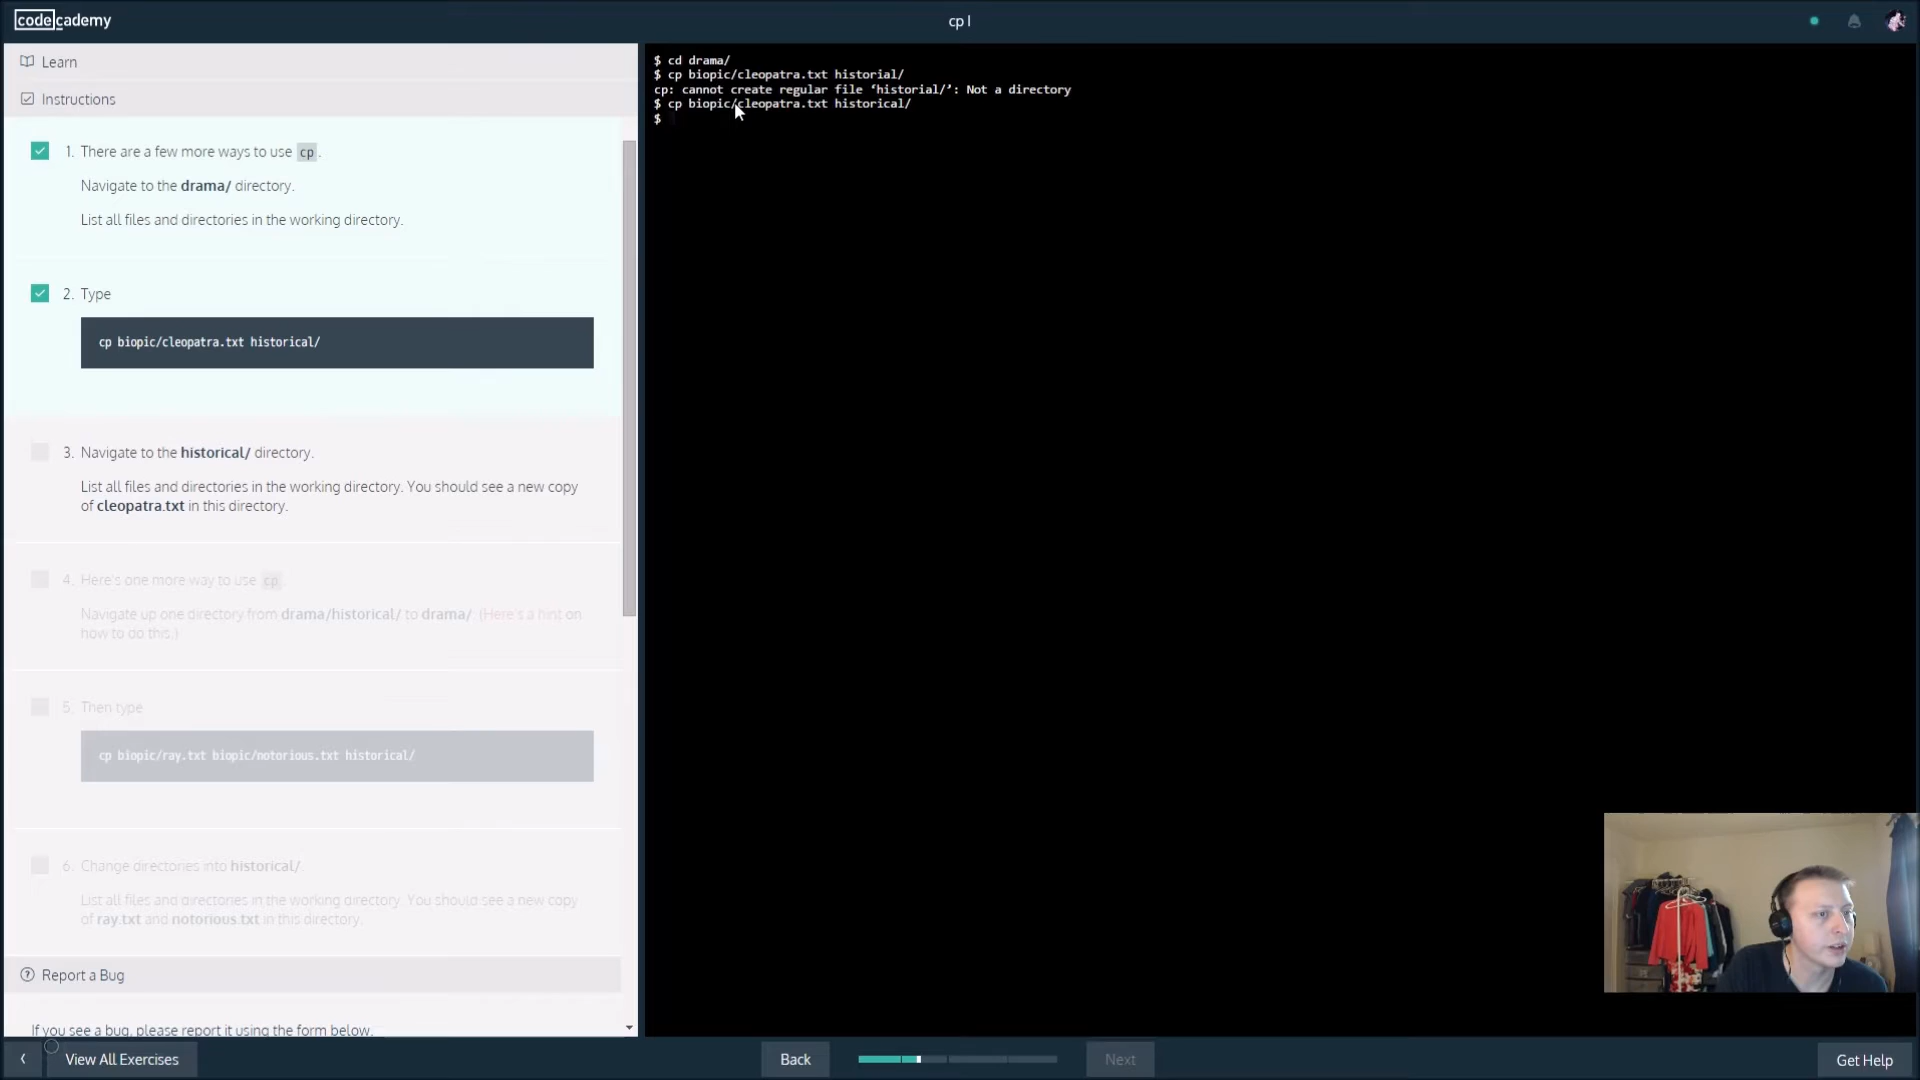 codecademy
cp I
Learn
Instructions
1. There are a few more ways to use cp.
Navigate to the drama/ directory.
List all files and directories in the working directory.
2. Type
cp biopic/cleopatra.txt historical/
3. Navigate to the historical/ directory.
List all files and directories in the working directory. You should see a new copy
of cleopatra.txt in this directory.
4. Here's one more way to use cp.
Navigate up one directory from drama/historical/ to drama/. (Here's a hint on
how to do this.)
5. Then type
cp biopic/ray.txt biopic/notorious.txt historical/
6. Change directories into historical/.
List all files and directories in the working directory. You should see a new copy
of ray.txt and notorious.txt in this directory.
Report a Bug
If you see a bug, please report it using the form below.
$ cd drama/
$ cp biopic/cleopatra.txt historial/
cp: cannot create regular file ‘historial/’: Not a directory
$ cp biopic/cleopatra.txt historical/
$
View All Exercises
Back
Next
Get Help